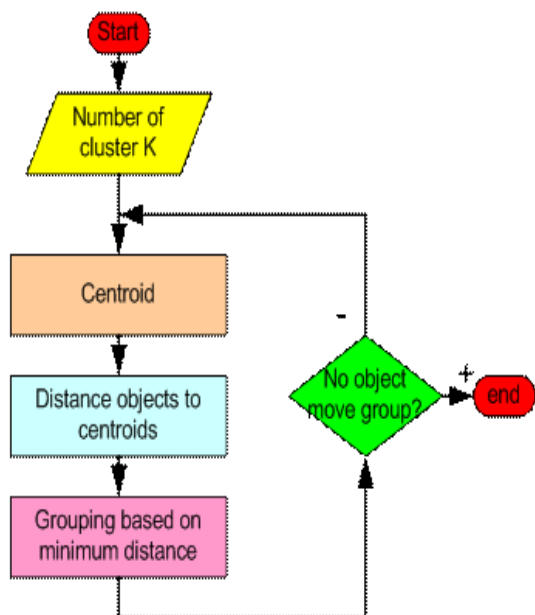 Start
Number of
cluster K
Centroid
Distance objects to
centroids
Grouping based on
minimum distance
-
No object
move group?
+
end